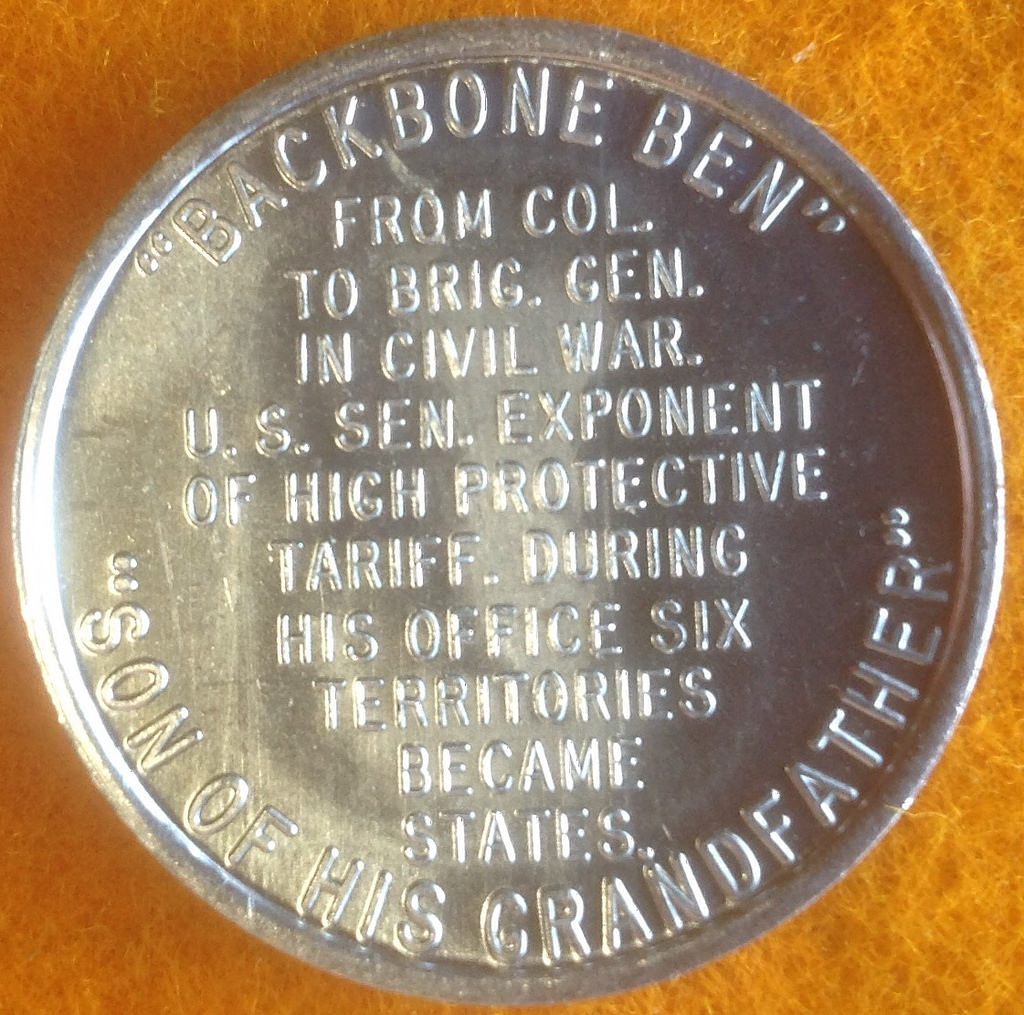 "BACKBONE BEN"
FROM COL.
TO BRIG. GEN.
IN CIVIL WAR.
U.S. SEN. EXPONENT
OF HIGH PROTECTIVE
TARIFF. DURING
HIS OFFICE SIX
TERRITORIES
BECAME
STATES.
"SON OF HIS GRANDFATHER"